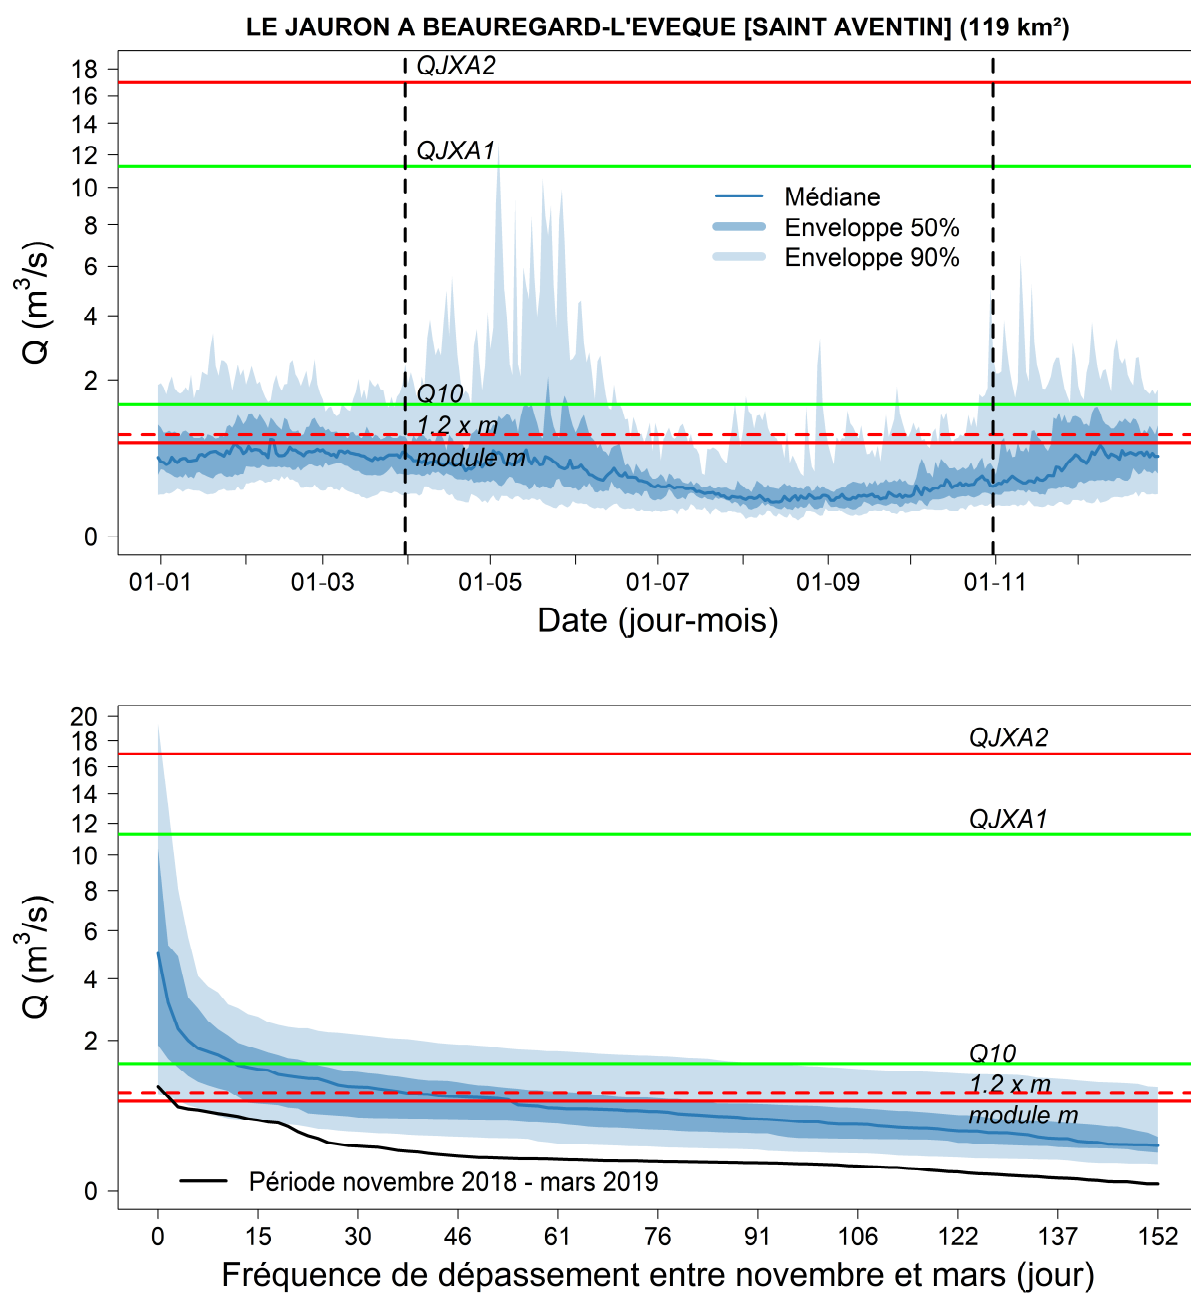 LE JAURON A BEAUREGARD-L'EVEQUE [SAINT AVENTIN] (119 km²)
QJXA2
QJXA1
Q10
1.2 x m
module m
Médiane
Enveloppe 50%
Enveloppe 90%
18
16
14
12
10
8
6
4
2
0
Q (m³/s)
01-01
01-03
01-05
01-07
01-09
01-11
Date (jour-mois)
QJXA2
QJXA1
Q10
1.2 x m
module m
Période novembre 2018 - mars 2019
20
18
16
14
12
10
8
6
4
2
0
Q (m³/s)
0
15
30
46
61
76
91
106
122
137
152
Fréquence de dépassement entre novembre et mars (jour)